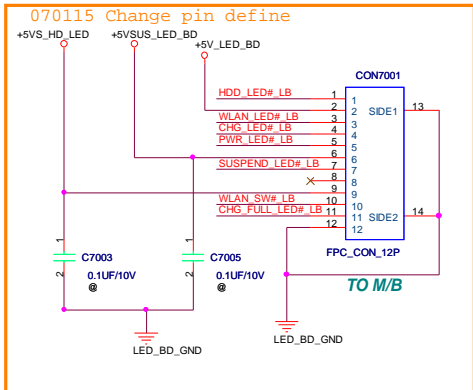 070115 Change pin define
+5VS_HD_LED
+5VSUS_LED_BD
+5V_LED_BD
CON7001
HDD_LED#_LB 1 1
2 2 SIDE1 13
WLAN_LED#_LB 3 3
CHG_LED#_LB 4 4
PWR_LED#_LB 5 5
6 6
SUSPEND_LED#_LB 7 7
8 8
9 9
WLAN_SW#_LB 10 10
CHG_FULL_LED#_LB 11 11 SIDE2 14
12 12
FPC_CON_12P
TO M/B
1 C7003 2
0.1UF/10V
@
1 C7005 2
0.1UF/10V
@
LED_BD_GND
LED_BD_GND